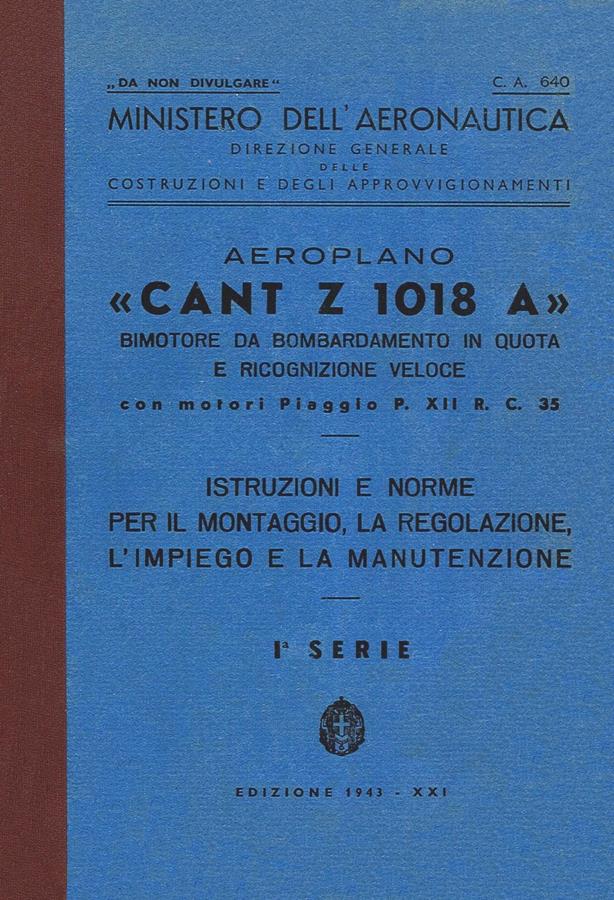 „DA NON DIVULGARE“
C. A. 640
MINISTERO DELL'AERONAUTICA
DIREZIONE GENERALE
DELLE
COSTRUZIONI E DEGLI APPROVVIGIONAMENTI
AEROPLANO
«CANT Z 1018 A»
BIMOTORE DA BOMBARDAMENTO IN QUOTA
E RICOGNIZIONE VELOCE
con motori Piaggio P. XII R. C. 35
ISTRUZIONI E NORME
PER IL MONTAGGIO, LA REGOLAZIONE,
L'IMPIEGO E LA MANUTENZIONE
Iª SERIE
EDIZIONE 1943 - XXI